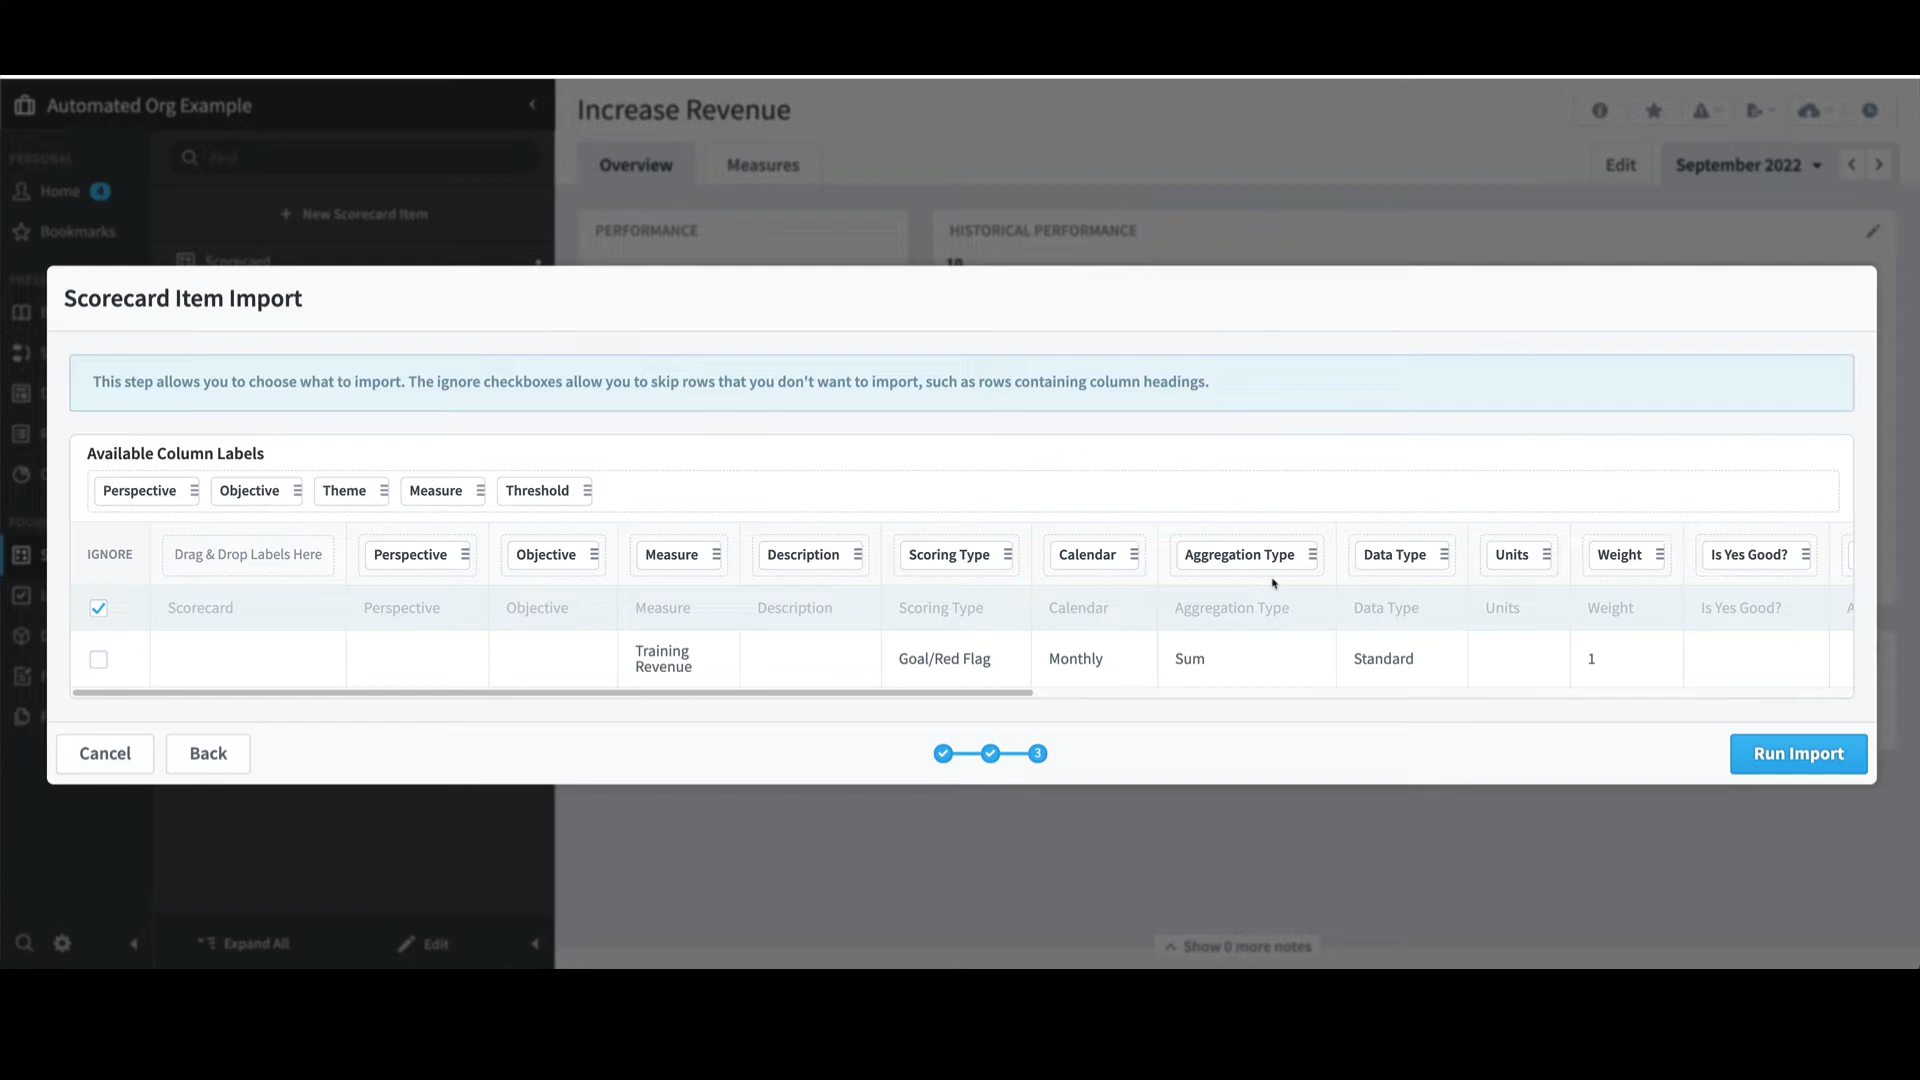 Automated Org Example
PERSONAL
Home 4
Bookmarks
Find
+ New Scorecard Item
Scorecard
Increase Revenue
Overview Measures
Edit September 2022
PERFORMANCE
HISTORICAL PERFORMANCE
10
Scorecard Item Import
This step allows you to choose what to import. The ignore checkboxes allow you to skip rows that you don't want to import, such as rows containing column headings.
Available Column Labels
Perspective Objective Theme Measure Threshold
IGNORE Drag & Drop Labels Here Perspective Objective Measure Description Scoring Type Calendar Aggregation Type Data Type Units Weight Is Yes Good?
Scorecard Perspective Objective Measure Description Scoring Type Calendar Aggregation Type Data Type Units Weight Is Yes Good? A
Training Revenue Goal/Red Flag Monthly Sum Standard 1
Cancel Back 3 Run Import
Expand All Edit
Show 0 more notes